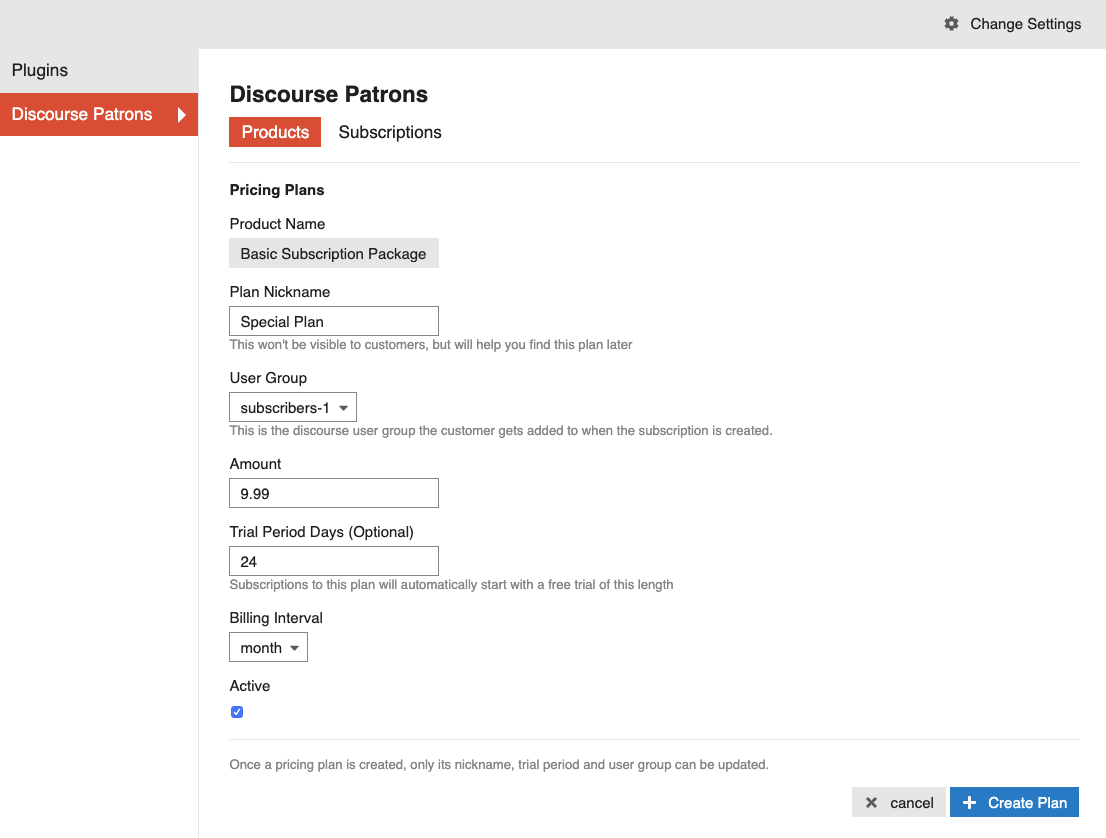 Change Settings
Plugins
Discourse Patrons
Discourse Patrons
Products Subscriptions
Pricing Plans
Product Name
Basic Subscription Package
Plan Nickname
Special Plan
This won't be visible to customers, but will help you find this plan later
User Group
subscribers-1
This is the discourse user group the customer gets added to when the subscription is created.
Amount
9.99
Trial Period Days (Optional)
24
Subscriptions to this plan will automatically start with a free trial of this length
Billing Interval
month
Active
Once a pricing plan is created, only its nickname, trial period and user group can be updated.
cancel Create Plan